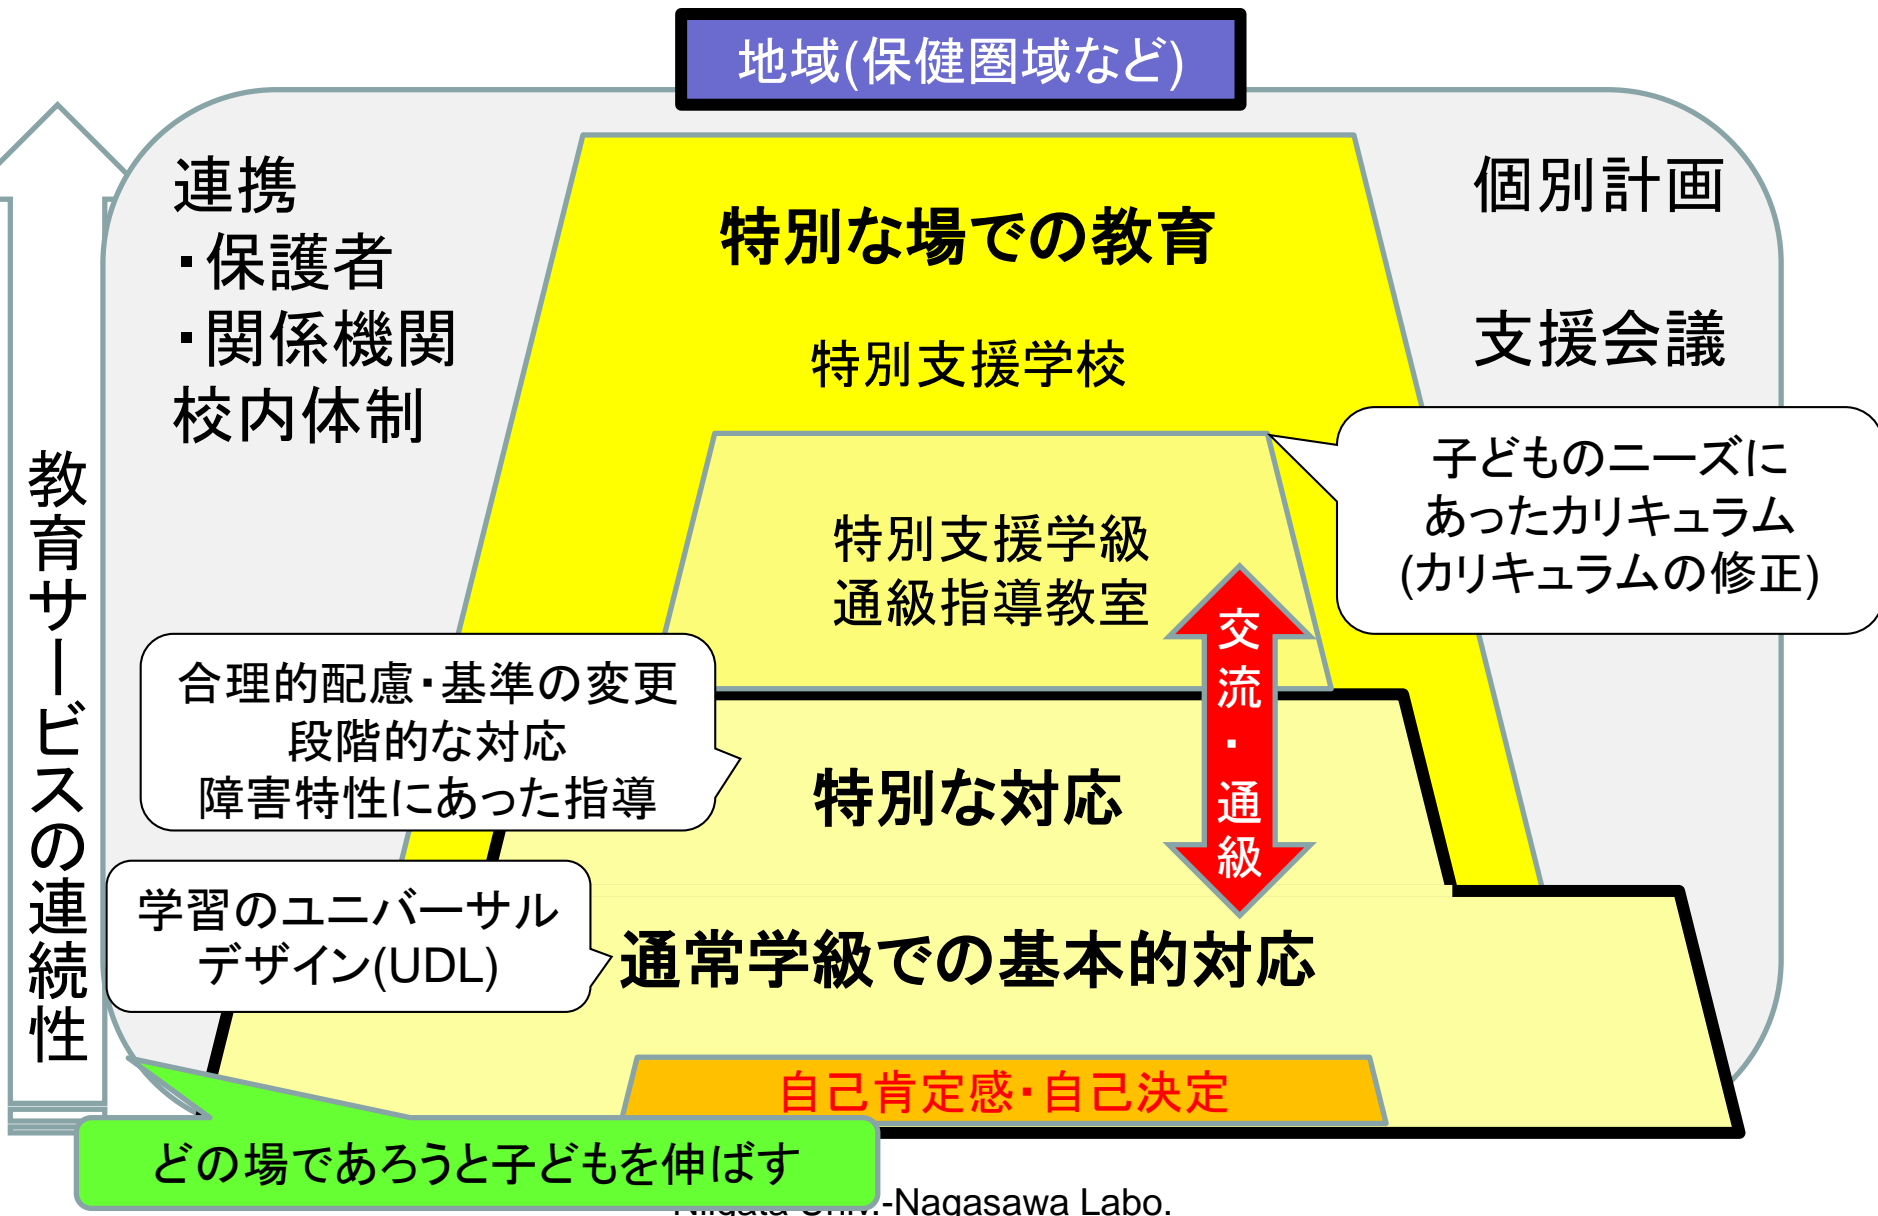 地域(保健圏域など)
連携
・保護者
・関係機関
校内体制
個別計画
支援会議
特別な場での教育
特別支援学校
子どものニーズに
あったカリキュラム
(カリキュラムの修正)
特別支援学級
通級指導教室
交流・通級
教育サービスの連続性
合理的配慮・基準の変更
段階的な対応
障害特性にあった指導
特別な対応
学習のユニバーサル
デザイン(UDL)
通常学級での基本的対応
自己肯定感・自己決定
どの場であろうと子どもを伸ばす
Niigata Univ.-Nagasawa Labo.